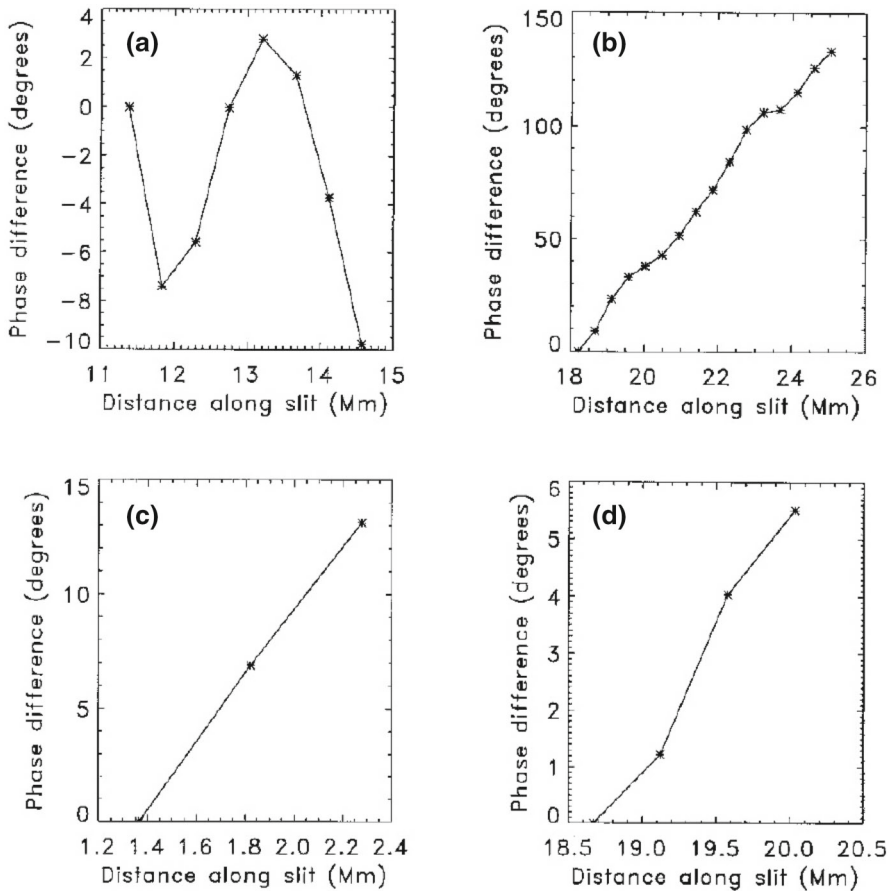 (a)
Phase difference (degrees)
4
2
0
-2
-4
-6
-8
-10
11 12 13 14 15
Distance along slit (Mm)
(b)
Phase difference (degrees)
150
100
50
0
18 20 22 24 26
Distance along slit (Mm)
(c)
Phase difference (degrees)
15
10
5
0
1.2 1.4 1.6 1.8 2.0 2.2 2.4
Distance along slit (Mm)
(d)
Phase difference (degrees)
6
5
4
3
2
1
0
18.5 19.0 19.5 20.0 20.5
Distance along slit (Mm)